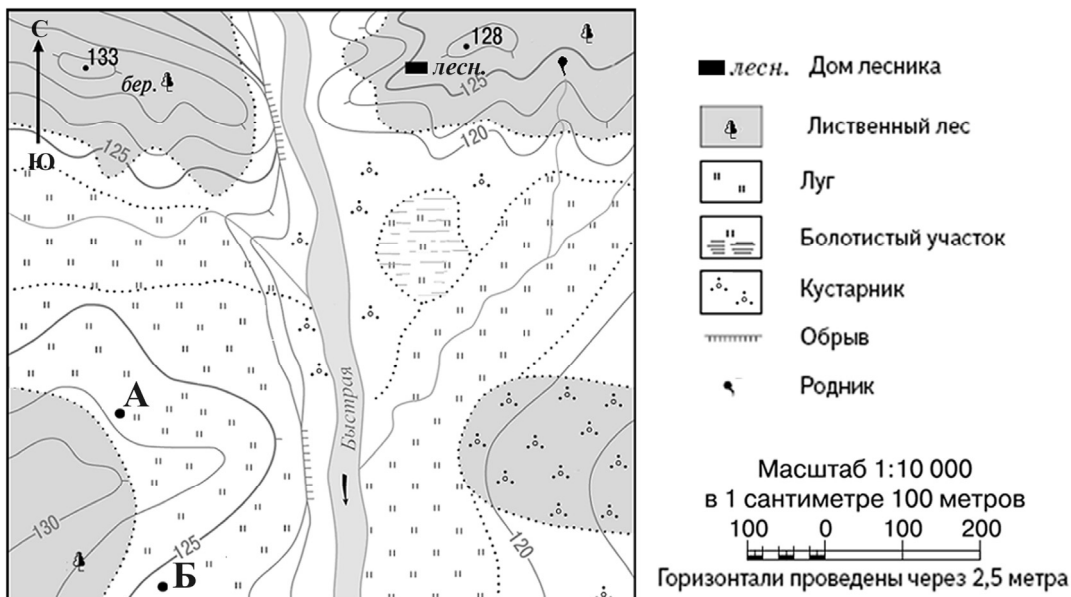 С
133
бер.
Ю
125
128
лесн.
125
120
Быстрая
А
130
125
Б
120
лесн. Дом лесника
Лиственный лес
Луг
Болотистый участок
Кустарник
Обрыв
Родник
Масштаб 1:10 000
в 1 сантиметре 100 метров
100 0 100 200
Горизонтали проведены через 2,5 метра